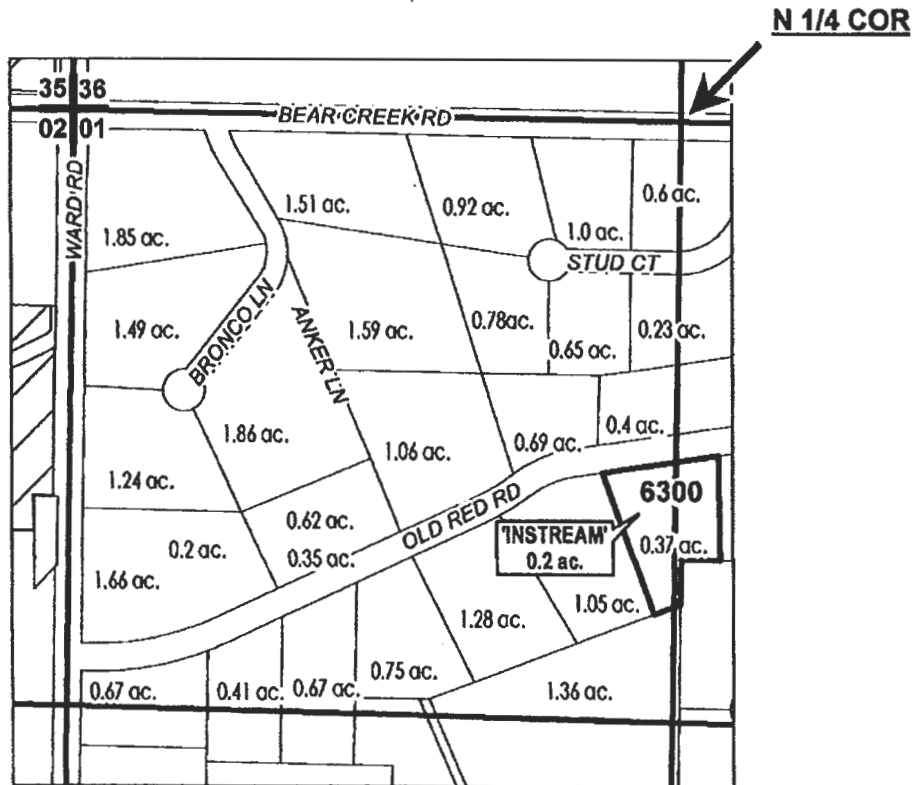 N 1/4 COR
35 36
BEAR CREEK RD
02 01
WARD RD
0.6 ac.
1.51 ac.
0.92 ac.
1.0 ac.
1.85 ac.
STUD CT
BRONCO LN
ANKER LN
1.49 ac.
1.59 ac.
0.78ac.
0.23 ac.
0.65 ac.
1.86 ac.
1.06 ac.
0.69 ac.
0.4 ac.
1.24 ac.
6300
OLD RED RD
0.62 ac.
'INSTREAM'
0.2 ac.
0.37 ac.
0.2 ac.
0.35 ac.
1.66 ac.
1.05 ac.
1.28 ac.
0.75 ac.
0.67 ac.
0.41 ac.
0.67 ac.
1.36 ac.